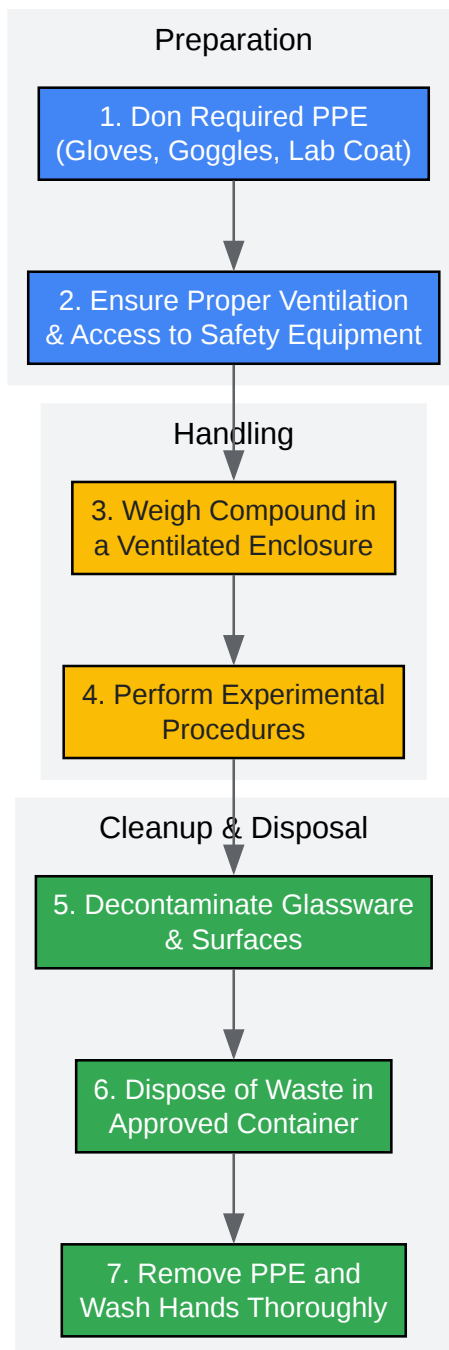 Preparation
1. Don Required PPE
(Gloves, Goggles, Lab Coat)
2. Ensure Proper Ventilation
& Access to Safety Equipment
Handling
3. Weigh Compound in
a Ventilated Enclosure
4. Perform Experimental
Procedures
Cleanup & Disposal
5. Decontaminate Glassware
& Surfaces
6. Dispose of Waste in
Approved Container
7. Remove PPE and
Wash Hands Thoroughly